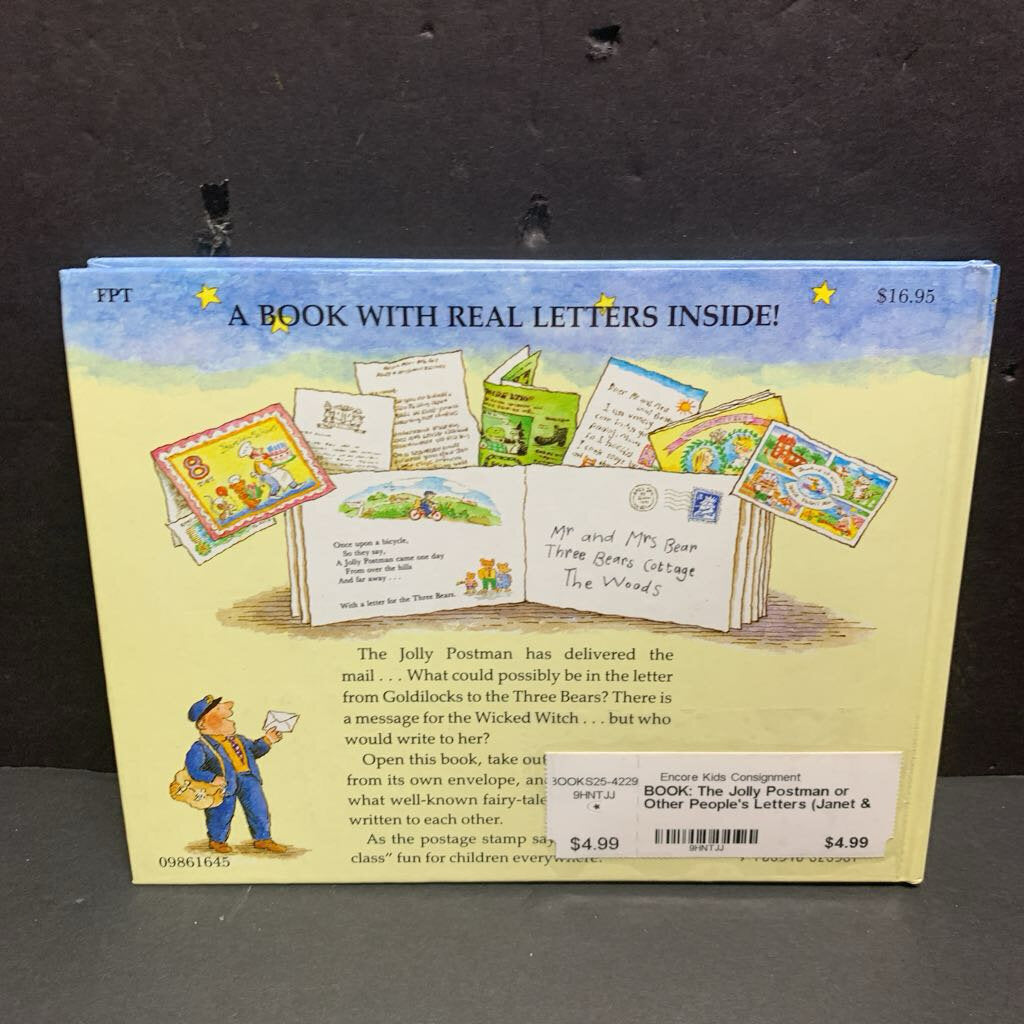 FPT
$16.95
A BOOK WITH REAL LETTERS INSIDE!
8
Once upon a bicycle,
So they say,
A Jolly Postman came one day
From over the hills
And far away . . .
With a letter for the Three Bears.
Mr and Mrs Bear
Three Bears Cottage
The Woods
The Jolly Postman has delivered the
mail . . . What could possibly be in the letter
from Goldilocks to the Three Bears? There is
a message for the Wicked Witch . . . but who
would write to her?
Open this book, take out
from its own envelope, and
what well-known fairy-tale
written to each other.
As the postage stamp say
class" fun for children everywhere.
09861645
BOOKS25-4229
9HNTJJ
$4.99
Encore Kids Consignment
BOOK: The Jolly Postman or
Other People's Letters (Janet &
9HNTJJ
$4.99